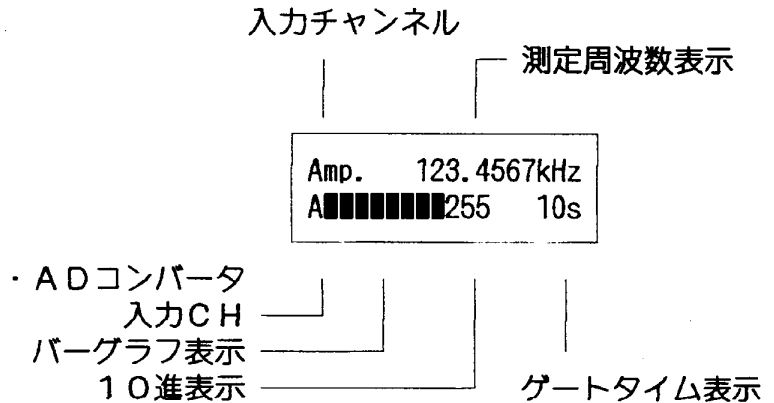 入力チャンネル
測定周波数表示
Amp. 123.4567kHz
A████████255 10s
・ADコンバータ
入力CH
バーグラフ表示
10進表示
ゲートタイム表示